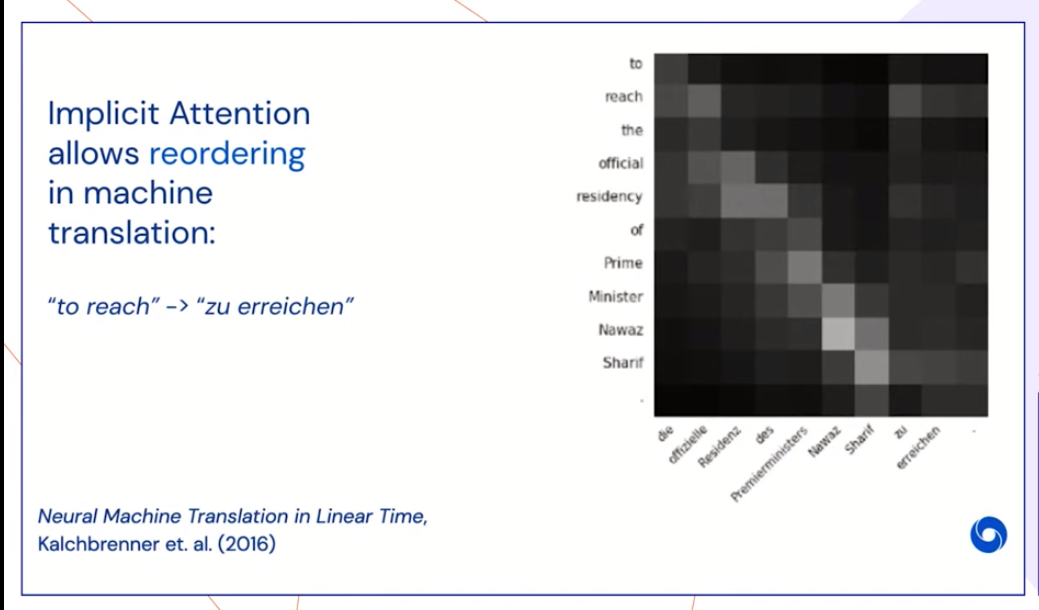 Implicit Attention
allows reordering
in machine
translation:
“to reach” -> “zu erreichen”
Neural Machine Translation in Linear Time,
Kalchbrenner et. al. (2016)
to
reach
the
official
residency
of
Prime
Minister
Nawaz
Sharif
.
die
offizielle
Residenz
des
Premierministers
Nawaz
Sharif
zu
erreichen
.